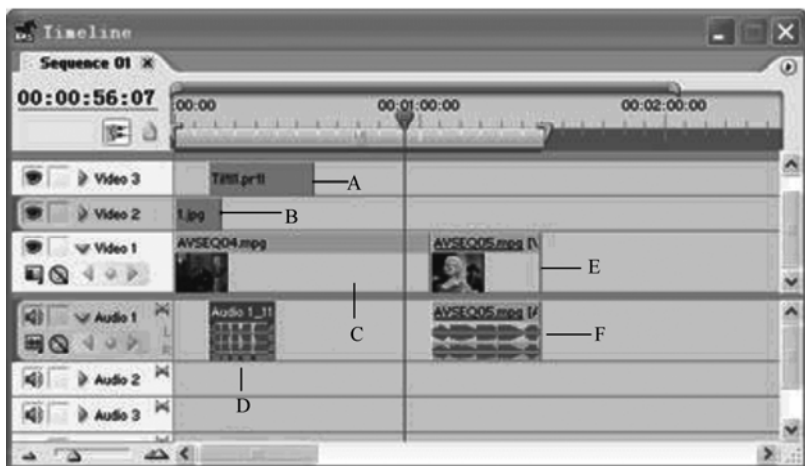 Timeline
Sequence 01
00:00:56:07
00:00
00:01:00:00
00:02:00:00
Video 3
A
Video 2
1.jpg
B
Video 1
AVSEQ04.mpg
AVSEQ05.mpg [V
E
C
Audio 1
Audio 1_11
AVSEQ05.mpg [A
F
L
R
D
Audio 2
Audio 3